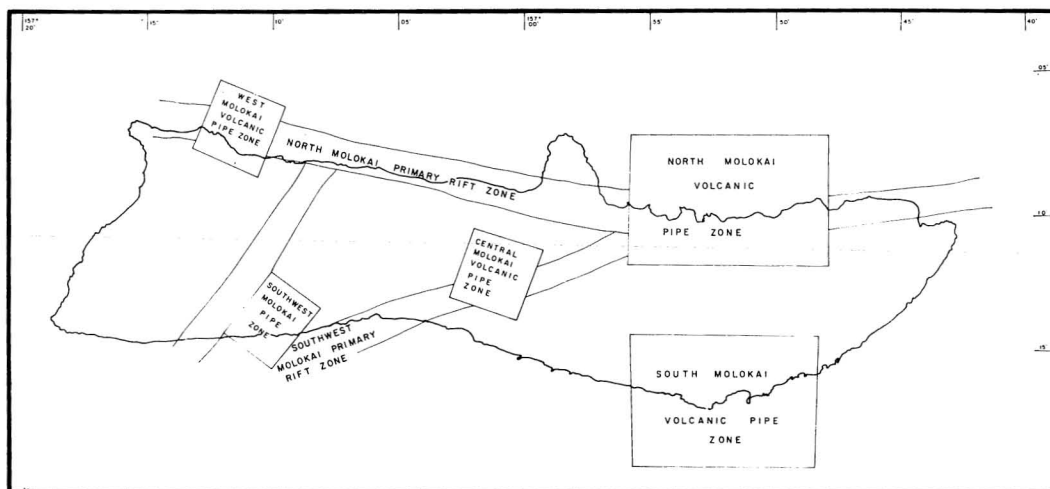 157° 20'
15'
10'
05'
157° 00'
55'
50'
45'
40'
05'
10'
15'
WEST
MOLOKAI
VOLCANIC
PIPE ZONE
NORTH MOLOKAI PRIMARY RIFT ZONE
NORTH MOLOKAI
VOLCANIC
PIPE ZONE
CENTRAL
MOLOKAI
VOLCANIC
PIPE
ZONE
SOUTHWEST
MOLOKAI
PIPE
ZONE
SOUTHWEST
MOLOKAI PRIMARY
RIFT ZONE
SOUTH MOLOKAI
VOLCANIC PIPE
ZONE